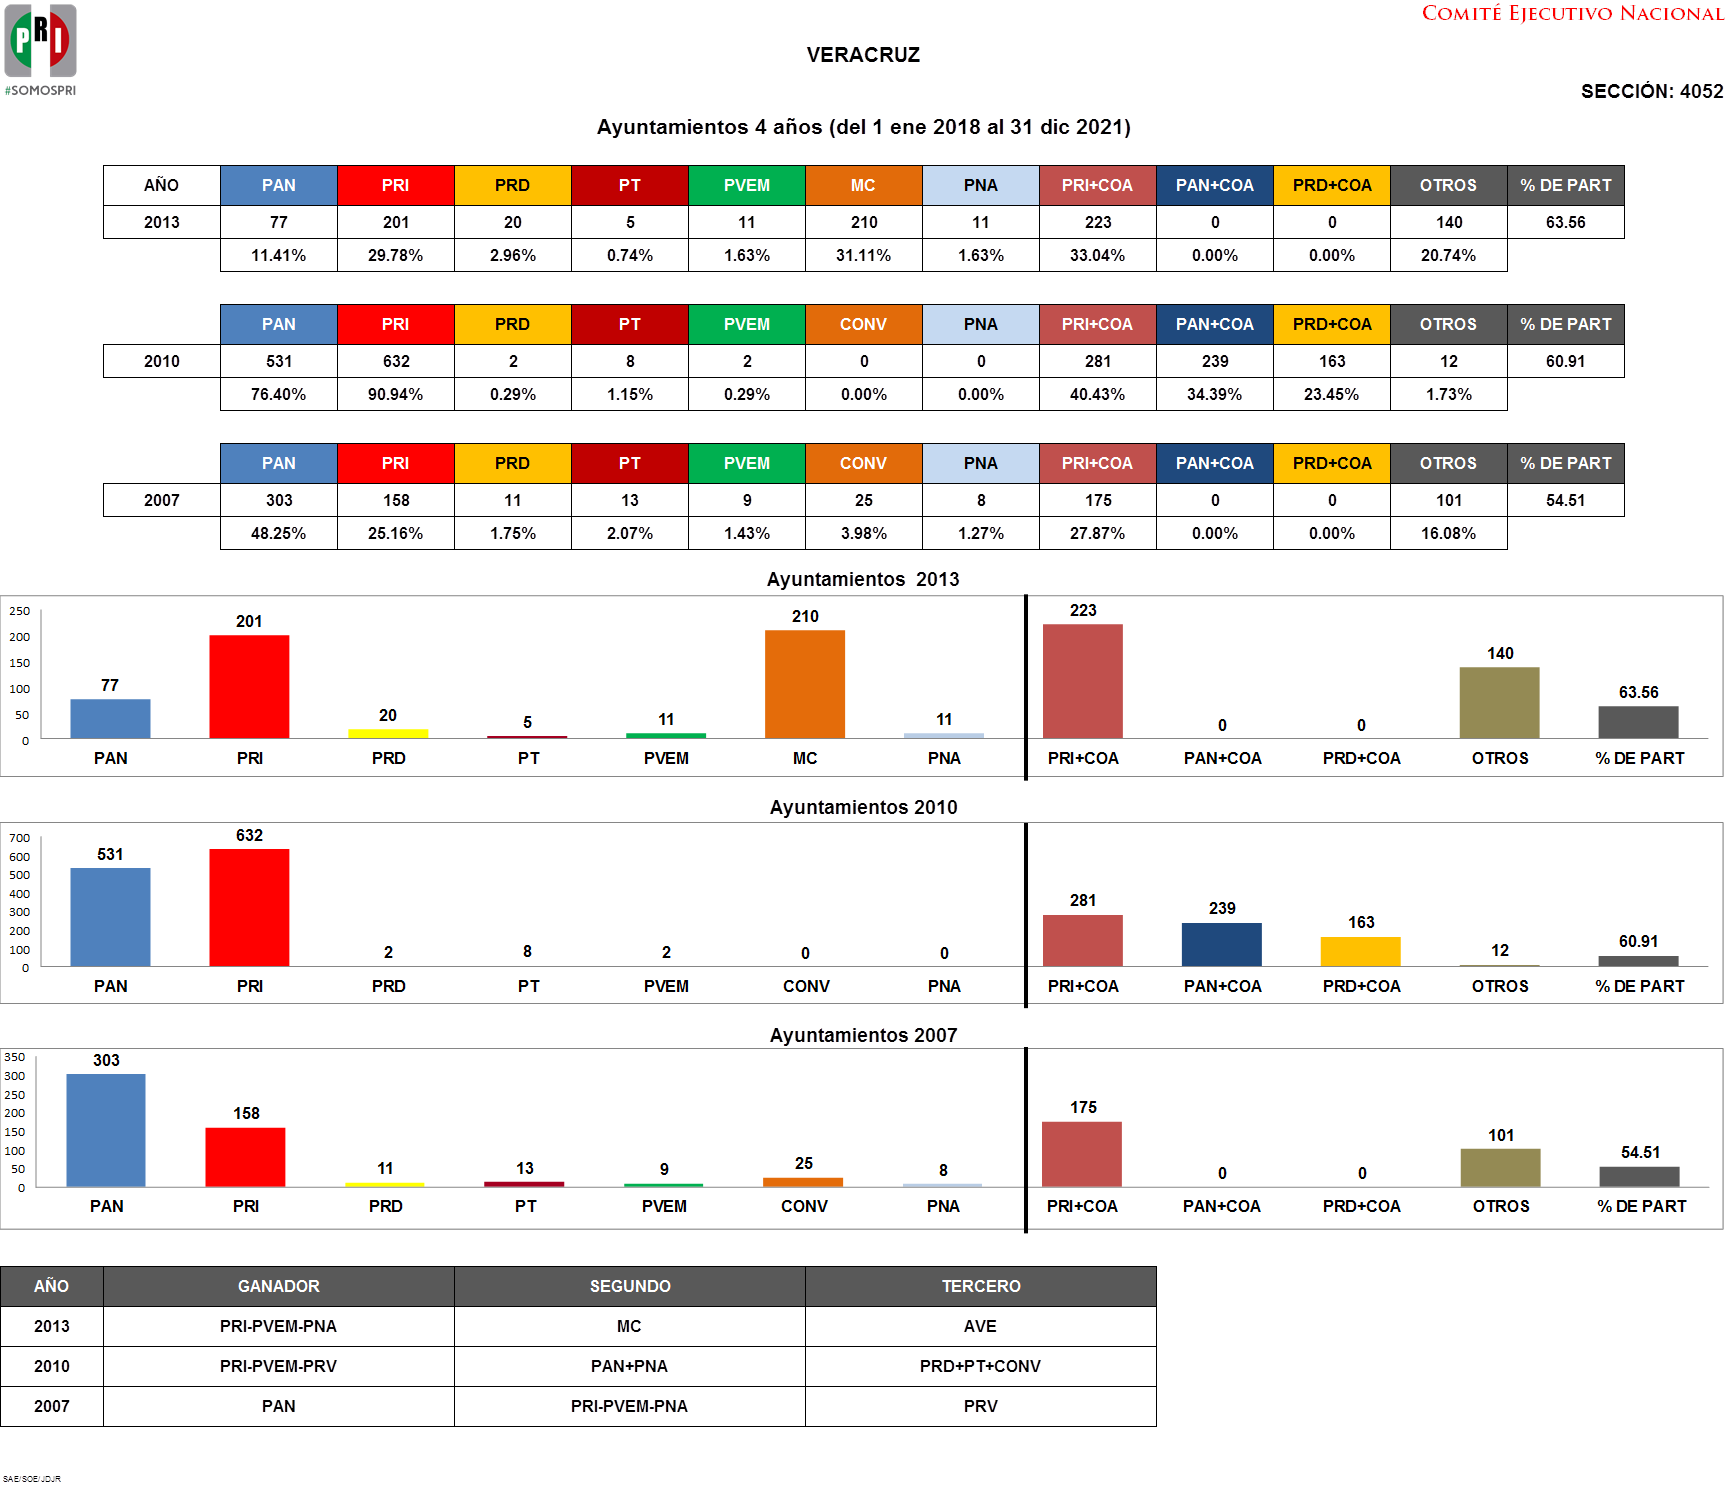 PRI
#SOMOSPRI
COMITÉ EJECUTIVO NACIONAL
VERACRUZ
SECCIÓN: 4052
Ayuntamientos 4 años (del 1 ene 2018 al 31 dic 2021)
AÑO PAN PRI PRD PT PVEM MC PNA PRI+COA PAN+COA PRD+COA OTROS % DE PART
2013 77 201 20 5 11 210 11 223 0 0 140 63.56
11.41% 29.78% 2.96% 0.74% 1.63% 31.11% 1.63% 33.04% 0.00% 0.00% 20.74%
PAN PRI PRD PT PVEM CONV PNA PRI+COA PAN+COA PRD+COA OTROS % DE PART
2010 531 632 2 8 2 0 0 281 239 163 12 60.91
76.40% 90.94% 0.29% 1.15% 0.29% 0.00% 0.00% 40.43% 34.39% 23.45% 1.73%
PAN PRI PRD PT PVEM CONV PNA PRI+COA PAN+COA PRD+COA OTROS % DE PART
2007 303 158 11 13 9 25 8 175 0 0 101 54.51
48.25% 25.16% 1.75% 2.07% 1.43% 3.98% 1.27% 27.87% 0.00% 0.00% 16.08%
Ayuntamientos 2013
250
200
150
100
50
0
77 201 20 5 11 210 11 223 0 0 140 63.56
PAN PRI PRD PT PVEM MC PNA PRI+COA PAN+COA PRD+COA OTROS % DE PART
Ayuntamientos 2010
700
600
500
400
300
200
100
0
531 632 2 8 2 0 0 281 239 163 12 60.91
PAN PRI PRD PT PVEM CONV PNA PRI+COA PAN+COA PRD+COA OTROS % DE PART
Ayuntamientos 2007
350
300
250
200
150
100
50
0
303 158 11 13 9 25 8 175 0 0 101 54.51
PAN PRI PRD PT PVEM CONV PNA PRI+COA PAN+COA PRD+COA OTROS % DE PART
AÑO GANADOR SEGUNDO TERCERO
2013 PRI-PVEM-PNA MC AVE
2010 PRI-PVEM-PRV PAN+PNA PRD+PT+CONV
2007 PAN PRI-PVEM-PNA PRV
SAE/SOE/JDJR